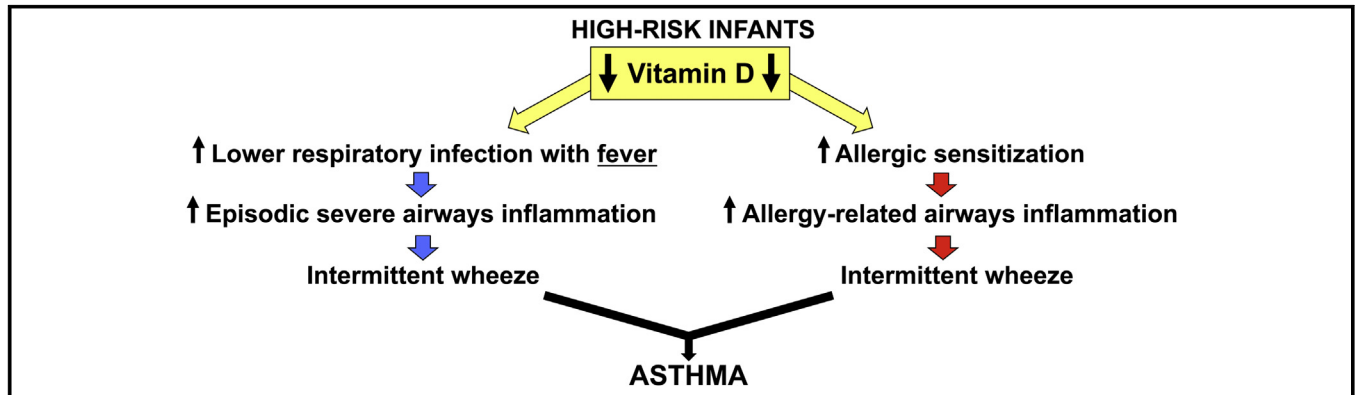 HIGH-RISK INFANTS
Vitamin D
Lower respiratory infection with fever
Allergic sensitization
Episodic severe airways inflammation
Allergy-related airways inflammation
Intermittent wheeze
Intermittent wheeze
ASTHMA